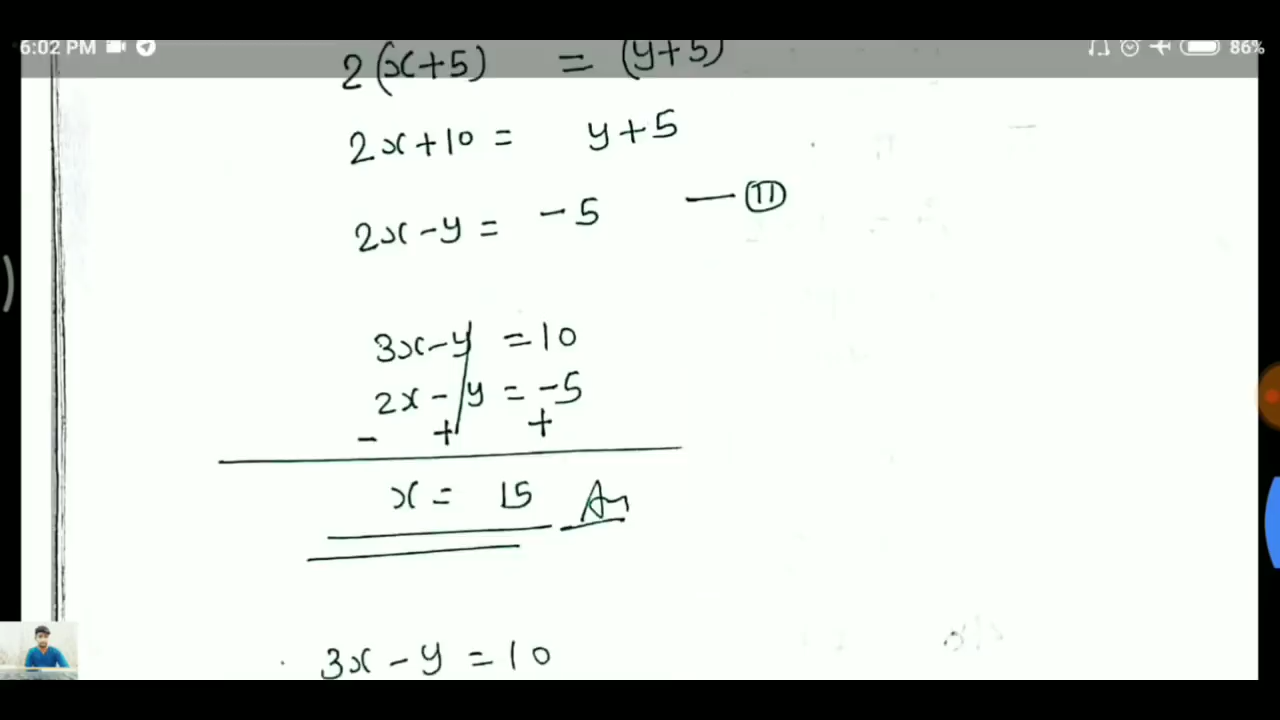 6:02 PM 86%
2(x+5) = (y+5)
2x+10 = y+5
2x-y = -5 — II
3x-y = 10
2x-y = -5
- + +
x = 15 An
3x-y = 10